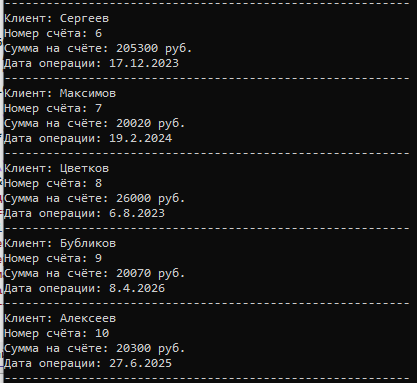 --------------------------------------------------------
Клиент: Сергеев
Номер счёта: 6
Сумма на счёте: 205300 руб.
Дата операции: 17.12.2023
--------------------------------------------------------
Клиент: Максимов
Номер счёта: 7
Сумма на счёте: 20020 руб.
Дата операции: 19.2.2024
--------------------------------------------------------
Клиент: Цветков
Номер счёта: 8
Сумма на счёте: 26000 руб.
Дата операции: 6.8.2023
--------------------------------------------------------
Клиент: Бубликов
Номер счёта: 9
Сумма на счёте: 20070 руб.
Дата операции: 8.4.2026
--------------------------------------------------------
Клиент: Алексеев
Номер счёта: 10
Сумма на счёте: 20300 руб.
Дата операции: 27.6.2025
--------------------------------------------------------